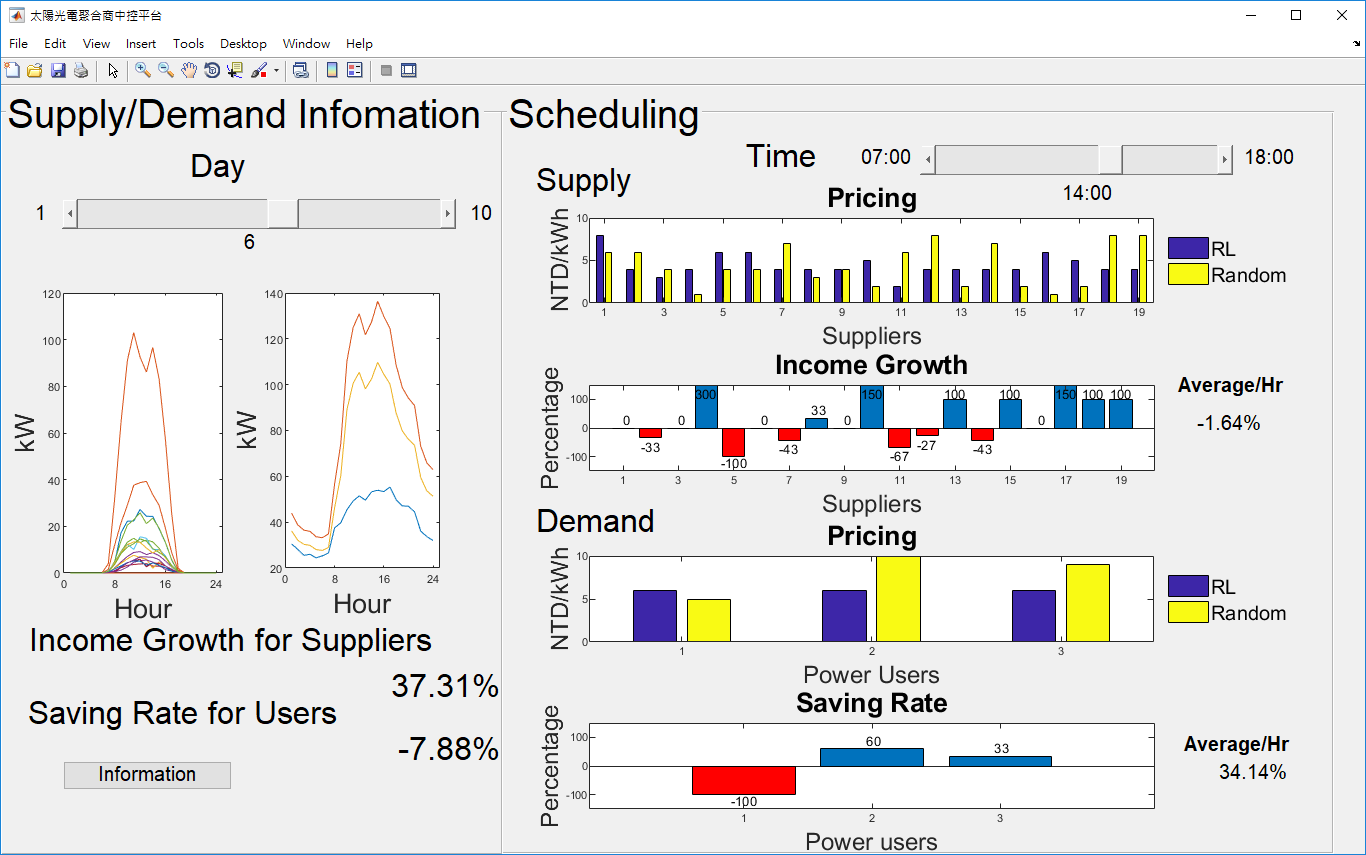 太陽光電聚合商中控平台
File Edit View Insert Tools Desktop Window Help
Supply/Demand Infomation
Day
1 10
6
120
100
80
60
40
20
0
0 8 16 24
kW
Hour
140
120
100
80
60
40
20
0 8 16 24
kW
Hour
Income Growth for Suppliers
37.31%
Saving Rate for Users
-7.88%
Information
Scheduling
Time 07:00 18:00
14:00
Supply
Pricing
NTD/kWh
10
5
0
1 3 5 7 9 11 13 15 17 19
Suppliers
RL
Random
Income Growth
Percentage
100
0
-100
0 -33 0 300 -100 0 -43 33 0 150 -67 -27 100 -43 100 0 150 100 100
1 3 5 7 9 11 13 15 17 19
Suppliers
Average/Hr
-1.64%
Demand
Pricing
NTD/kWh
10
5
0
1 2 3
Power Users
RL
Random
Saving Rate
Percentage
100
0
-100
-100 60 33
1 2 3
Power users
Average/Hr
34.14%